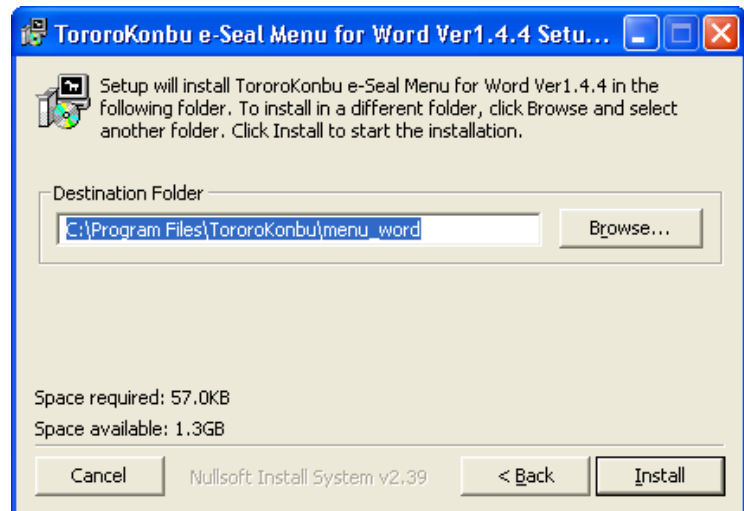 TororoKonbu e-Seal Menu for Word Ver1.4.4 Setu...
Setup will install TororoKonbu e-Seal Menu for Word Ver1.4.4 in the
following folder. To install in a different folder, click Browse and select
another folder. Click Install to start the installation.
Destination Folder
C:\Program Files\TororoKonbu\menu_word
Browse...
Space required: 57.0KB
Space available: 1.3GB
Cancel
Nullsoft Install System v2.39
< Back
Install